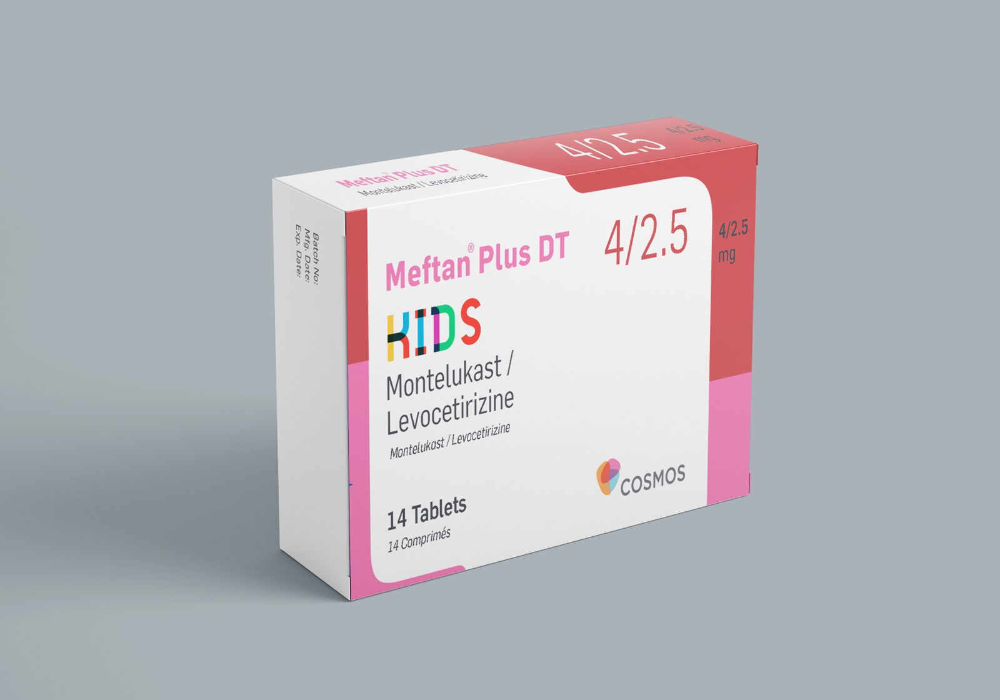 Meftan® Plus DT
Montelukast / Levocetirizine
4/2.5
4/2.5
mg
Batch No:
Mfg. Date:
Exp. Date:
Meftan® Plus DT
4/2.5
KIDS
Montelukast /
Levocetirizine
Montelukast / Levocetirizine
14 Tablets
14 Comprimés
COSMOS
4/2.5
mg